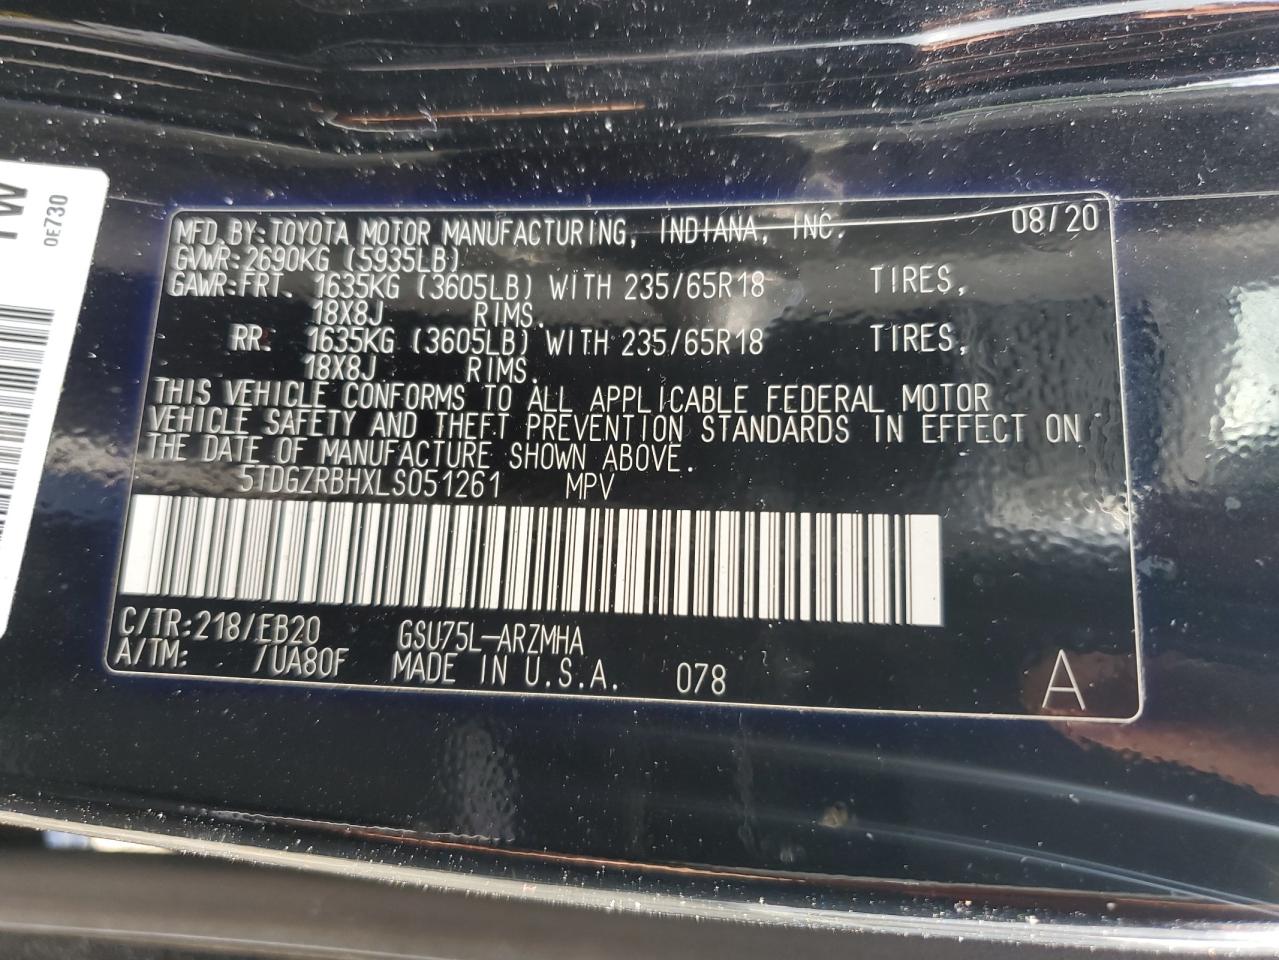 W
0E730
MFD.BY:TOYOTA MOTOR MANUFACTURING, INDIANA, INC. 08/20
GVWR:2690KG (5935LB)
GAWR:FRT. 1635KG (3605LB) WITH 235/65R18 TIRES,
18X8J RIMS.
RR. 1635KG (3605LB) WITH 235/65R18 TIRES,
18X8J RIMS.
THIS VEHICLE CONFORMS TO ALL APPLICABLE FEDERAL MOTOR
VEHICLE SAFETY AND THEFT PREVENTION STANDARDS IN EFFECT ON
THE DATE OF MANUFACTURE SHOWN ABOVE.
5TDGZRBHXLS051261 MPV
C/TR:218/EB20 GSU75L-ARZMHA
A/TM: /UA80F MADE IN U.S.A. 078 A